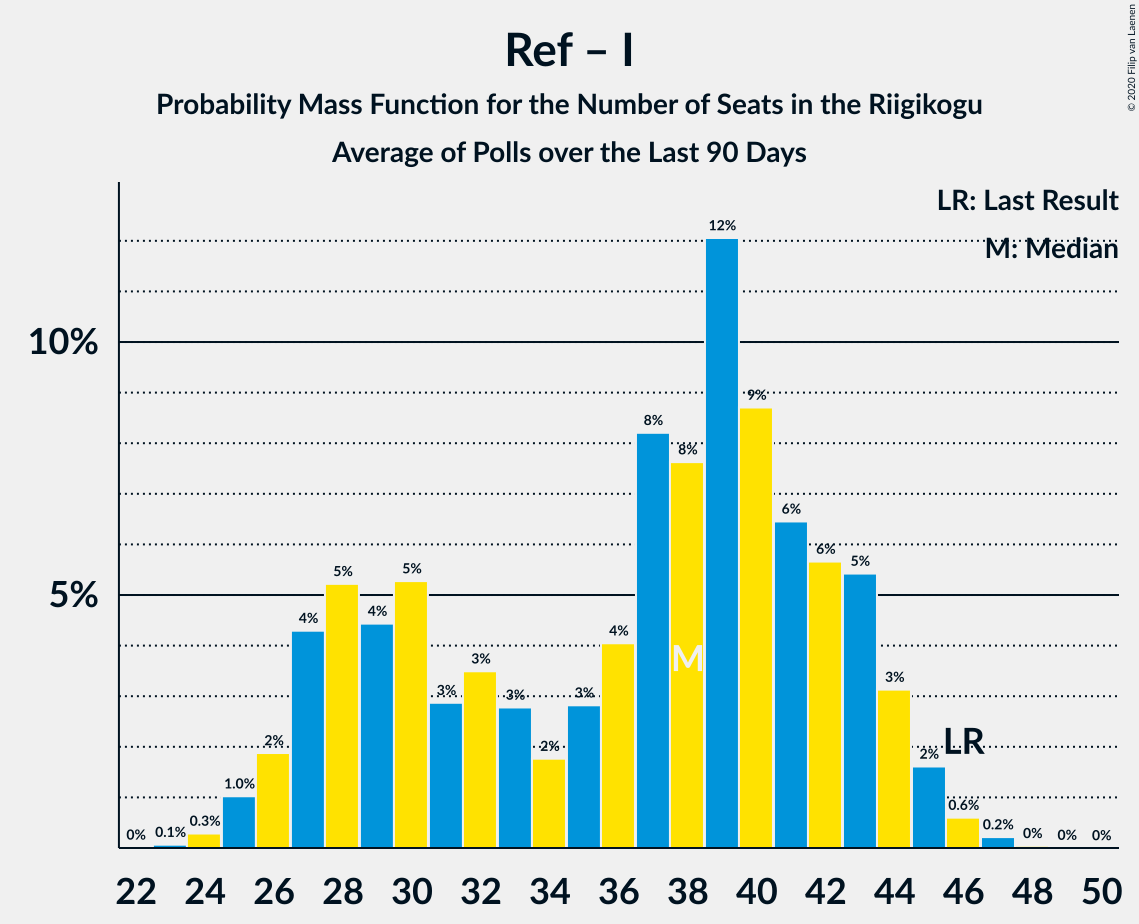 Ref – I
Probability Mass Function for the Number of Seats in the Riigikogu
Average of Polls over the Last 90 Days
© 2020 Filip van Laenen
LR: Last Result
M: Median
10%
5%
0% 0.1% 0.3% 1.0% 2% 4% 5% 4% 5% 3% 3% 3% 2% 3% 4% 8% 8% 12% 9% 6% 6% 5% 3% 2% 0.6% 0.2% 0% 0% 0%
M
LR
22 24 26 28 30 32 34 36 38 40 42 44 46 48 50